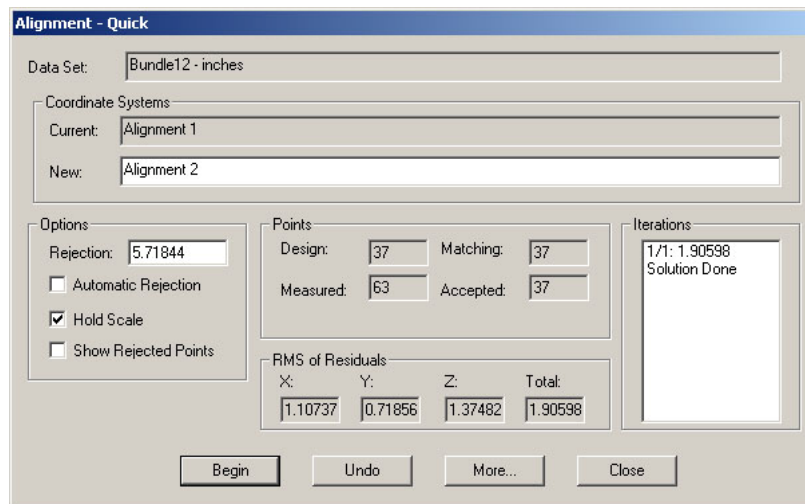 Alignment - Quick
Data Set: Bundle12 - inches
Coordinate Systems
Current: Alignment 1
New: Alignment 2
Options
Rejection: 5.71844
Automatic Rejection
Hold Scale
Show Rejected Points
Points
Design: 37 Matching: 37
Measured: 63 Accepted: 37
RMS of Residuals
X: Y: Z: Total:
1.10737 0.71856 1.37482 1.90598
Iterations
1/1: 1.90598
Solution Done
Begin Undo More... Close